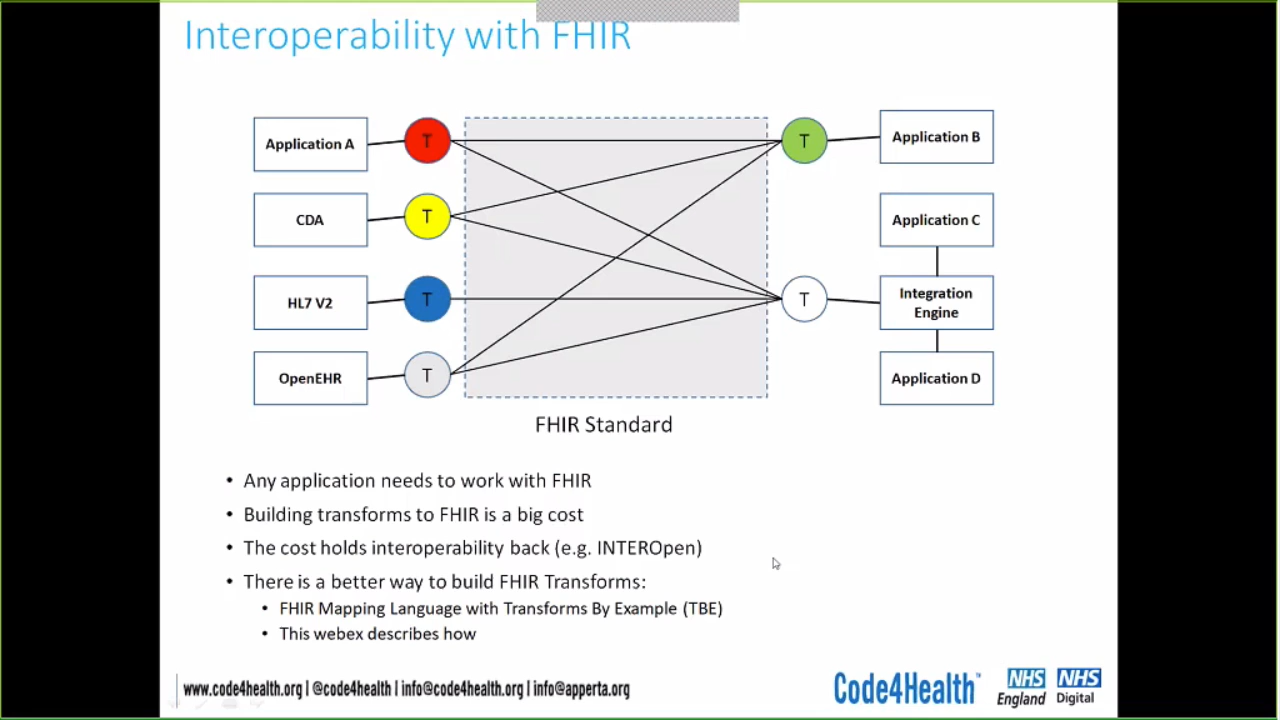 Interoperability with FHIR
Application A
T
T
Application B
CDA
T
Application C
HL7 V2
T
T
Integration
Engine
OpenEHR
T
Application D
FHIR Standard
• Any application needs to work with FHIR
• Building transforms to FHIR is a big cost
• The cost holds interoperability back (e.g. INTEROpen)
• There is a better way to build FHIR Transforms:
• FHIR Mapping Language with Transforms By Example (TBE)
• This webex describes how
www.code4health.org | @code4health | info@code4health.org | info@apperta.org
Code4Health™
NHS
England
NHS
Digital